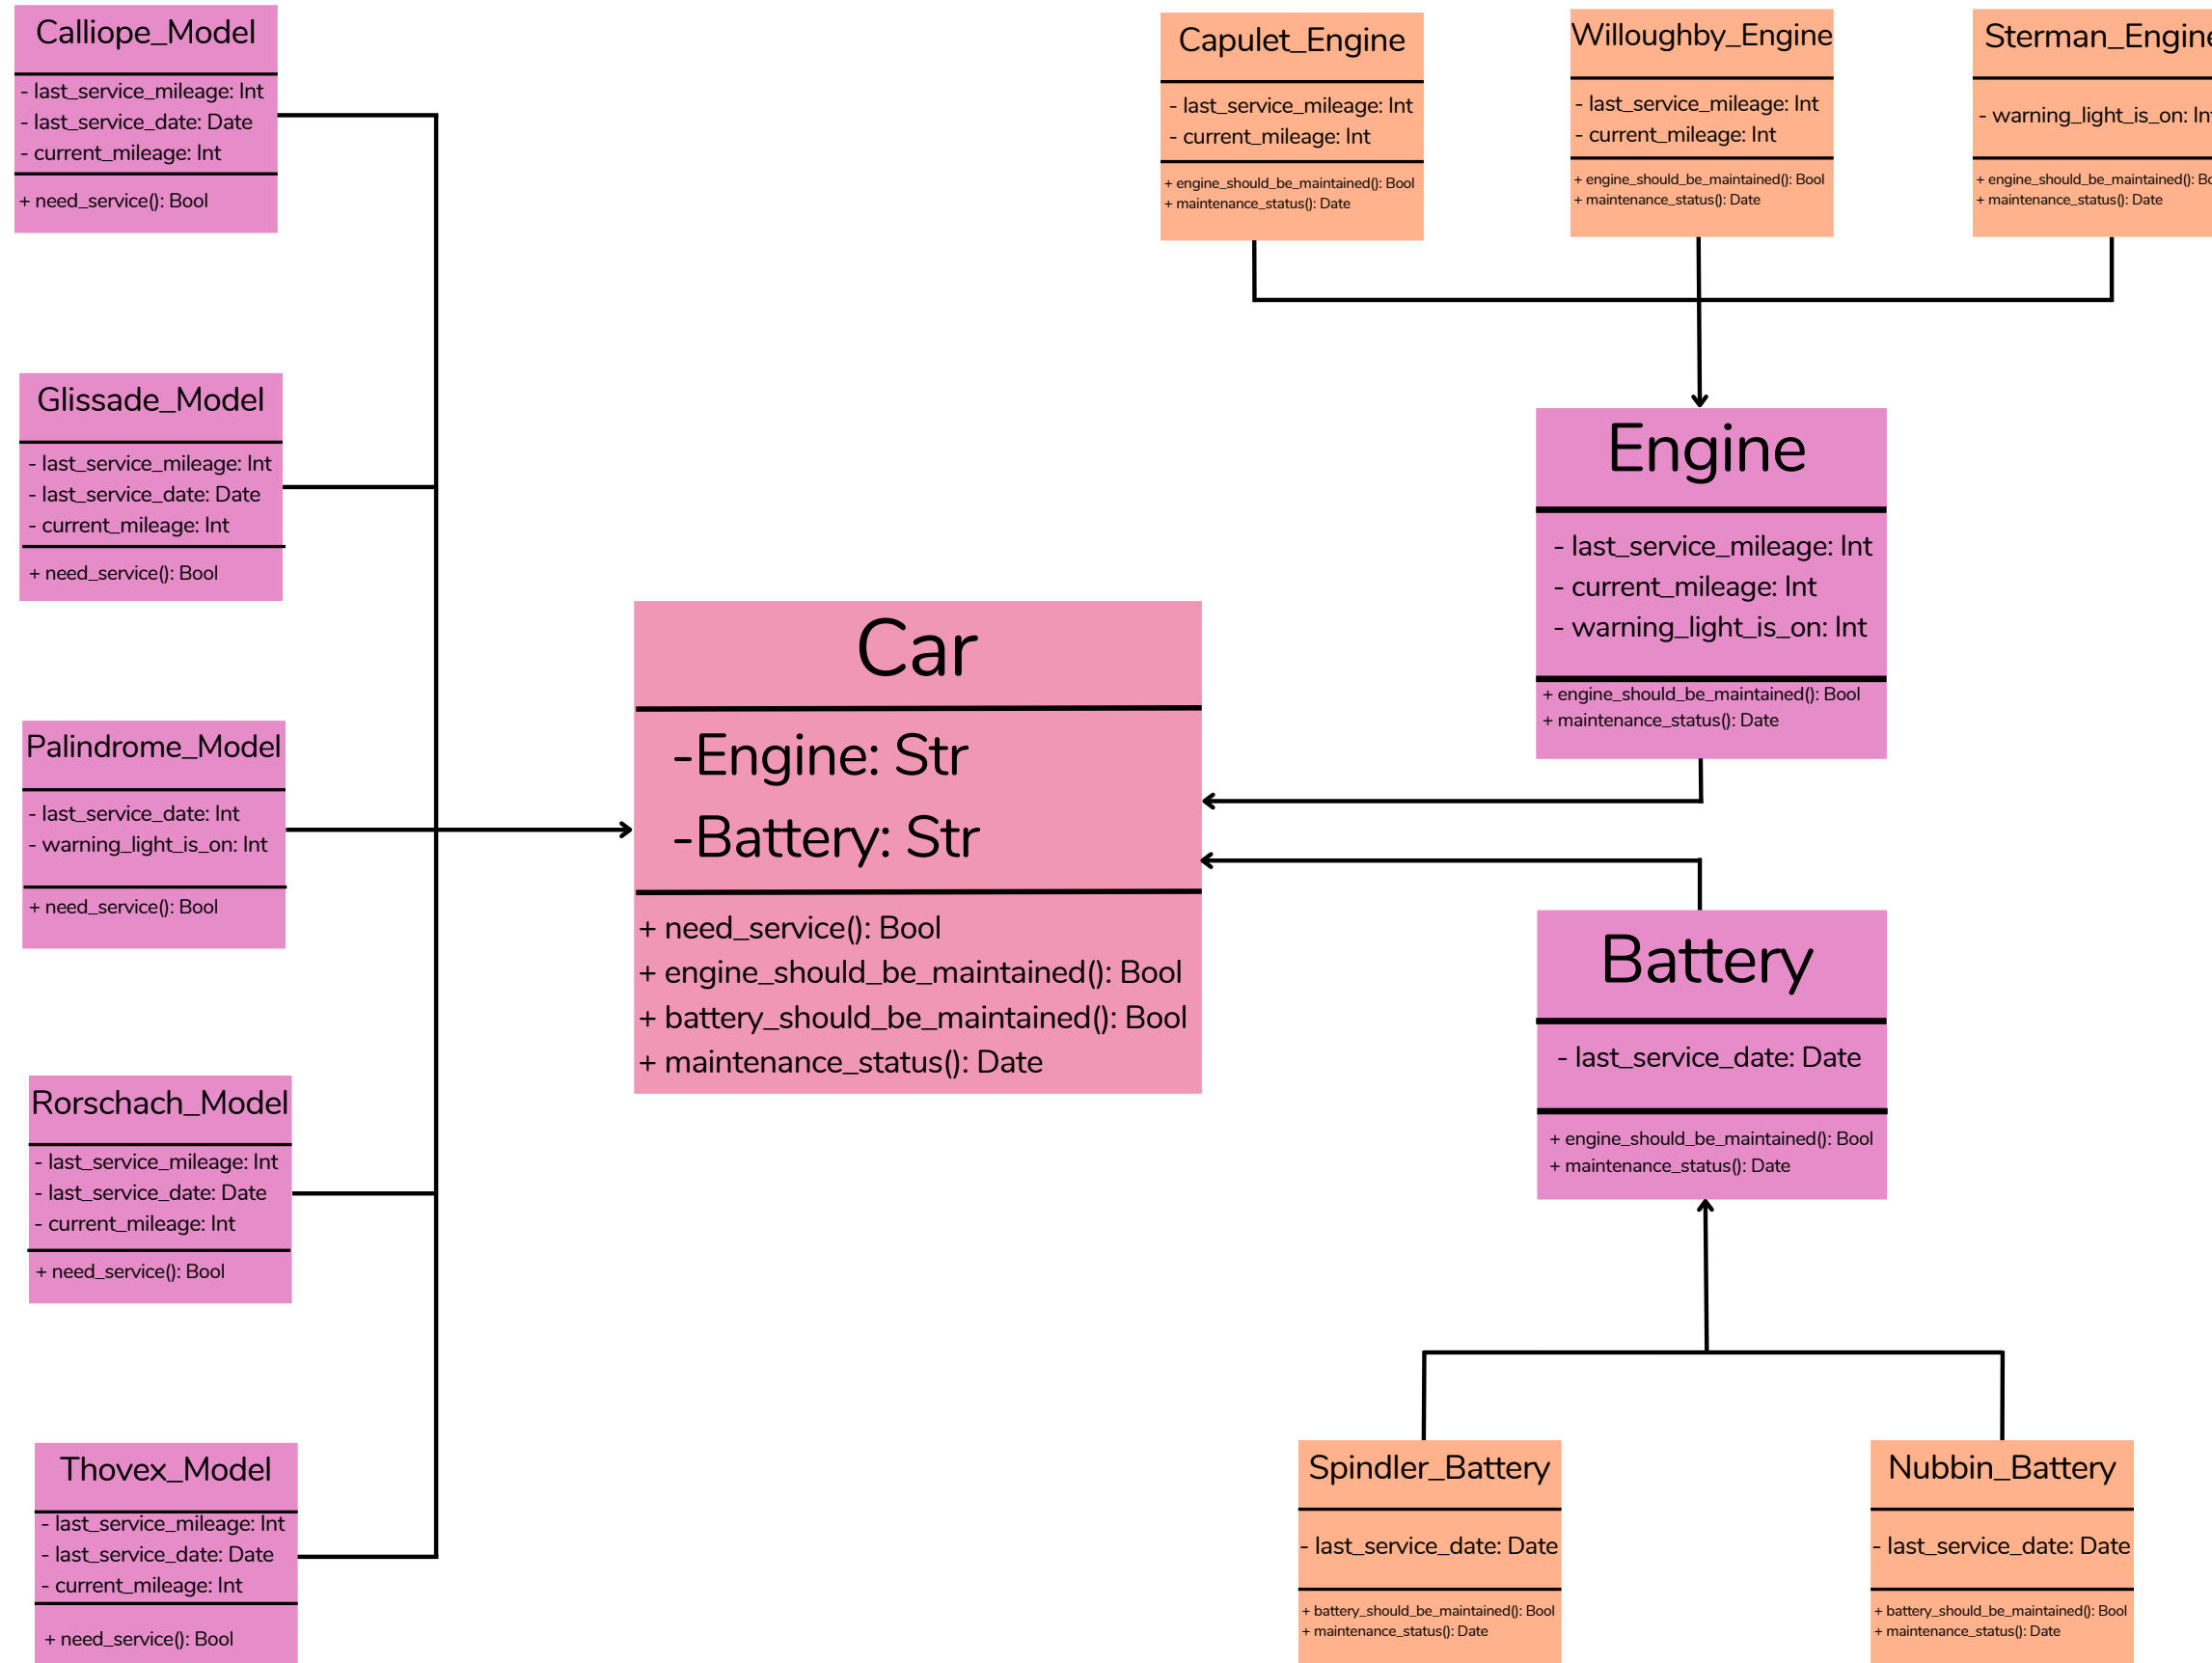 Calliope_Model
- last_service_mileage: Int
- last_service_date: Date
- current_mileage: Int
+ need_service(): Bool
Glissade_Model
- last_service_mileage: Int
- last_service_date: Date
- current_mileage: Int
+ need_service(): Bool
Palindrome_Model
- last_service_date: Int
- warning_light_is_on: Int
+ need_service(): Bool
Rorschach_Model
- last_service_mileage: Int
- last_service_date: Date
- current_mileage: Int
+ need_service(): Bool
Thovex_Model
- last_service_mileage: Int
- last_service_date: Date
- current_mileage: Int
+ need_service(): Bool
Car
-Engine: Str
-Battery: Str
+ need_service(): Bool
+ engine_should_be_maintained(): Bool
+ battery_should_be_maintained(): Bool
+ maintenance_status(): Date
Capulet_Engine
- last_service_mileage: Int
- current_mileage: Int
+ engine_should_be_maintained(): Bool
+ maintenance_status(): Date
Willoughby_Engine
- last_service_mileage: Int
- current_mileage: Int
+ engine_should_be_maintained(): Bool
+ maintenance_status(): Date
Sterman_Engine
- warning_light_is_on: Int
+ engine_should_be_maintained(): Bo
+ maintenance_status(): Date
Engine
- last_service_mileage: Int
- current_mileage: Int
- warning_light_is_on: Int
+ engine_should_be_maintained(): Bool
+ maintenance_status(): Date
Battery
- last_service_date: Date
+ engine_should_be_maintained(): Bool
+ maintenance_status(): Date
Spindler_Battery
- last_service_date: Date
+ battery_should_be_maintained(): Bool
+ maintenance_status(): Date
Nubbin_Battery
- last_service_date: Date
+ battery_should_be_maintained(): Bool
+ maintenance_status(): Date